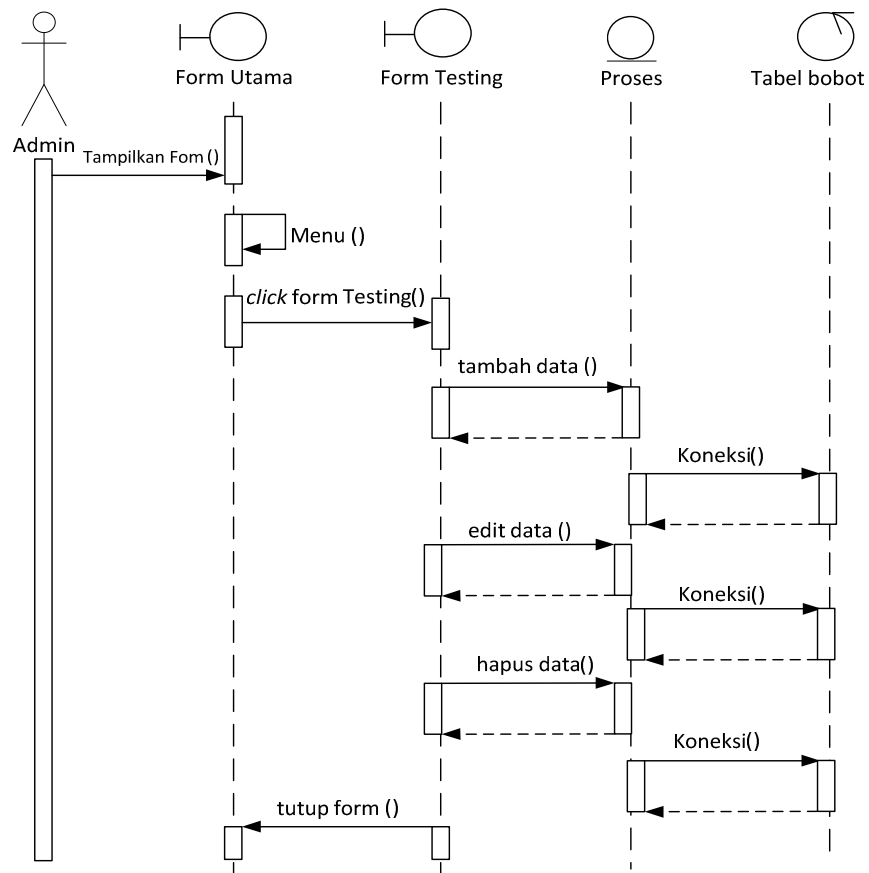 Form Utama
Form Testing
Proses
Tabel bobot
Admin
Tampilkan Fom ()
Menu ()
click form Testing()
tambah data ()
Koneksi()
edit data ()
Koneksi()
hapus data()
Koneksi()
tutup form ()